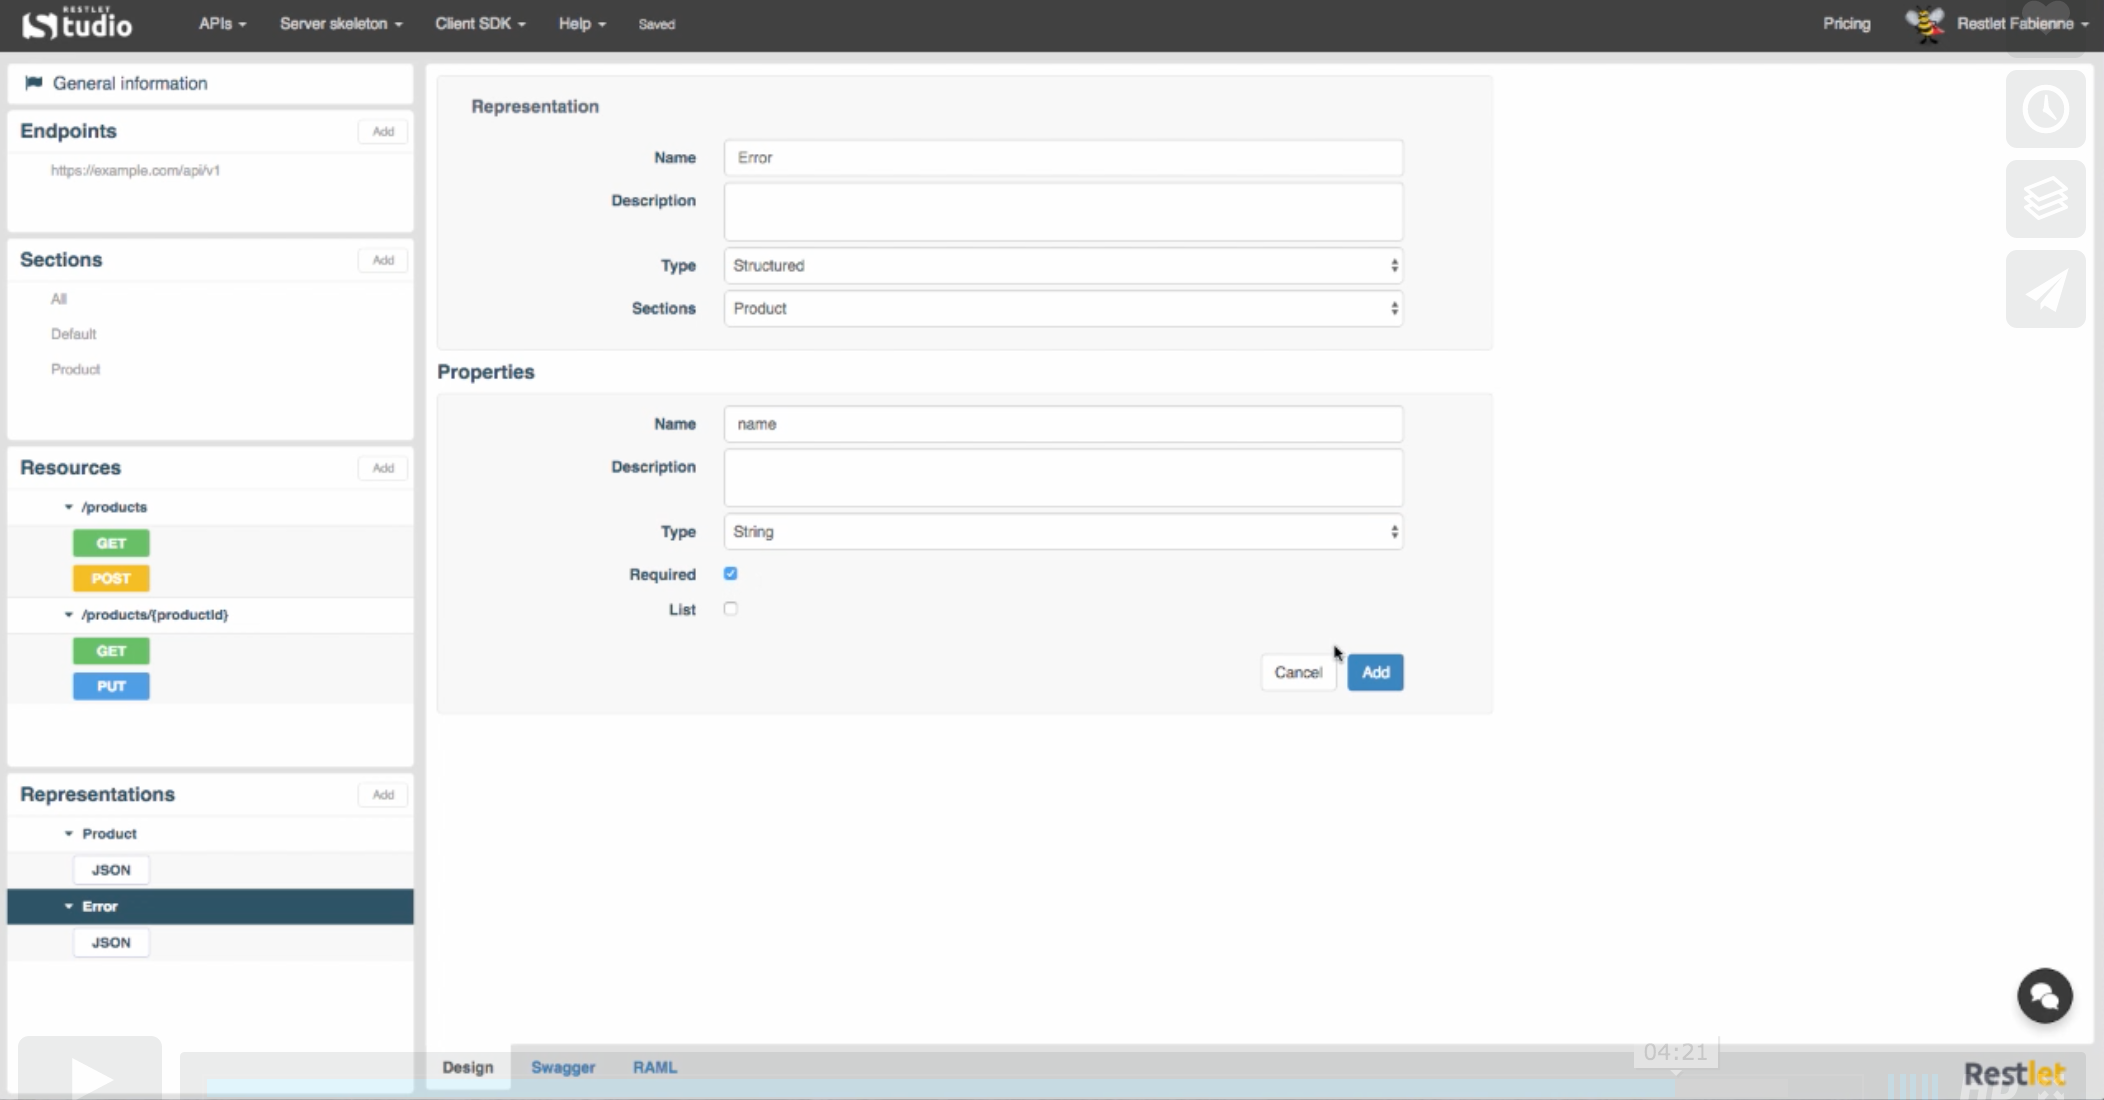 RESTLET
Studio
APIs
Server skeleton
Client SDK
Help
Saved
Pricing
Restlet Fabienne
General information
Endpoints
Add
https://example.com/api/v1
Sections
Add
All
Default
Product
Resources
Add
/products
GET
POST
/products/{productId}
GET
PUT
Representations
Add
Product
JSON
Error
JSON
Representation
Name
Error
Description
Type
Structured
Sections
Product
Properties
Name
name
Description
Type
String
Required
List
Cancel
Add
Design
Swagger
RAML
04:21
Restlet